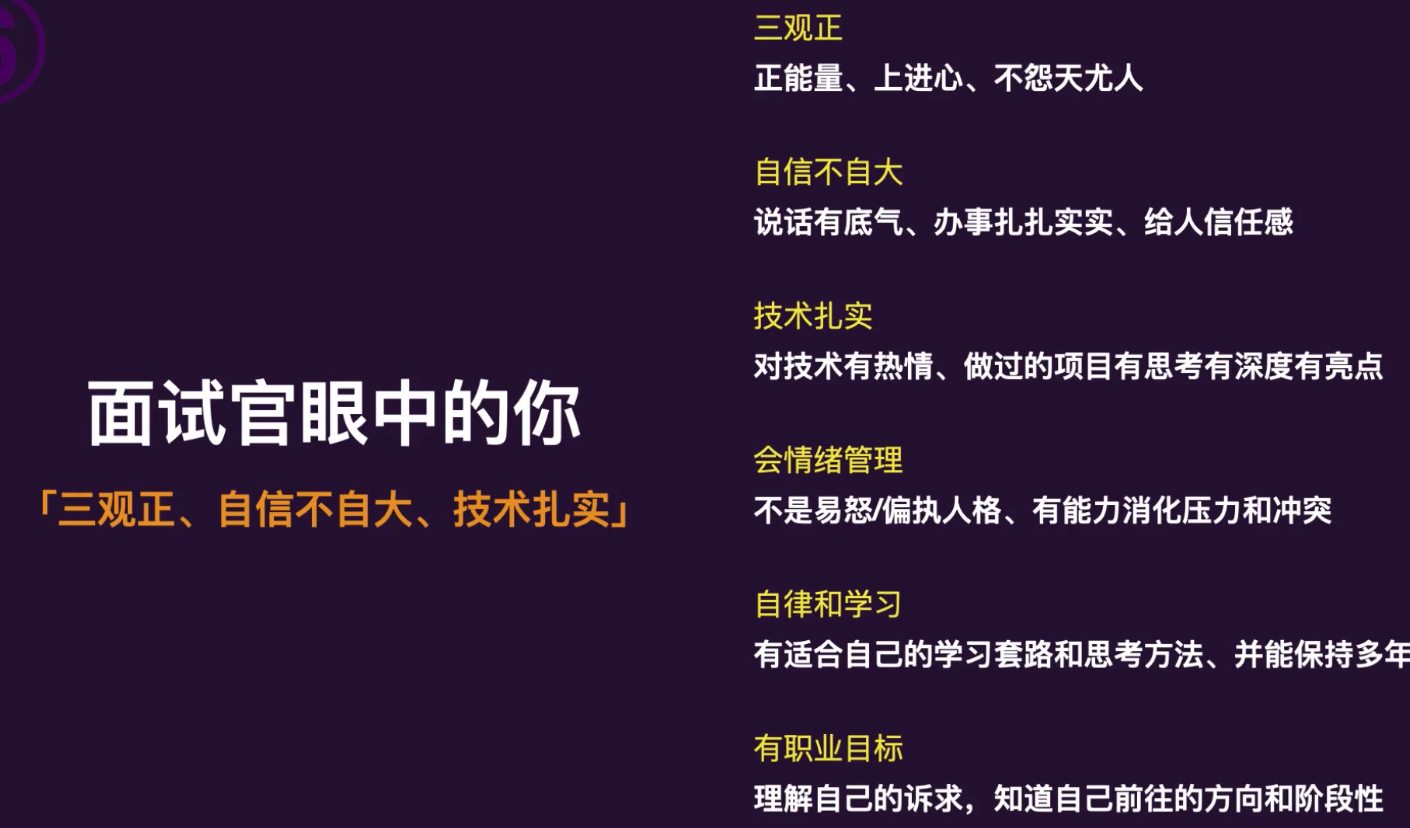 面试官眼中的你
「三观正、自信不自大、技术扎实」
三观正
正能量、上进心、不怨天尤人
自信不自大
说话有底气、办事扎扎实实、给人信任感
技术扎实
对技术有热情、做过的项目有思考有深度有亮点
会情绪管理
不是易怒/偏执人格、有能力消化压力和冲突
自律和学习
有适合自己的学习套路和思考方法、并能保持多年
有职业目标
理解自己的诉求，知道自己前往的方向和阶段性